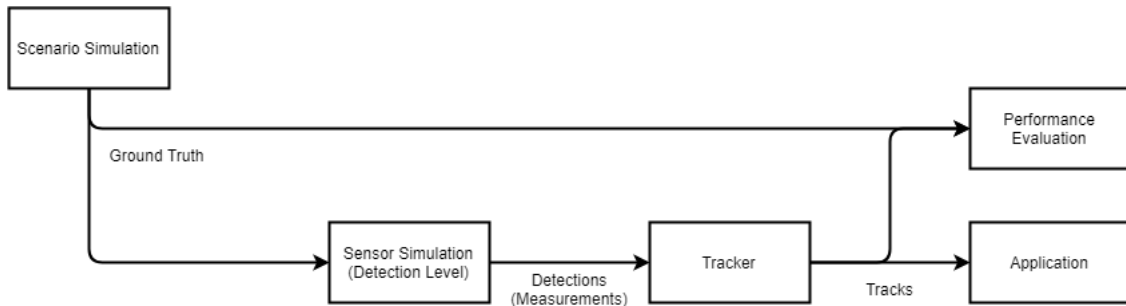 Scenario Simulation
Performance
Evaluation
Ground Truth
Sensor Simulation
(Detection Level)
Detections
(Measurements)
Tracker
Tracks
Application